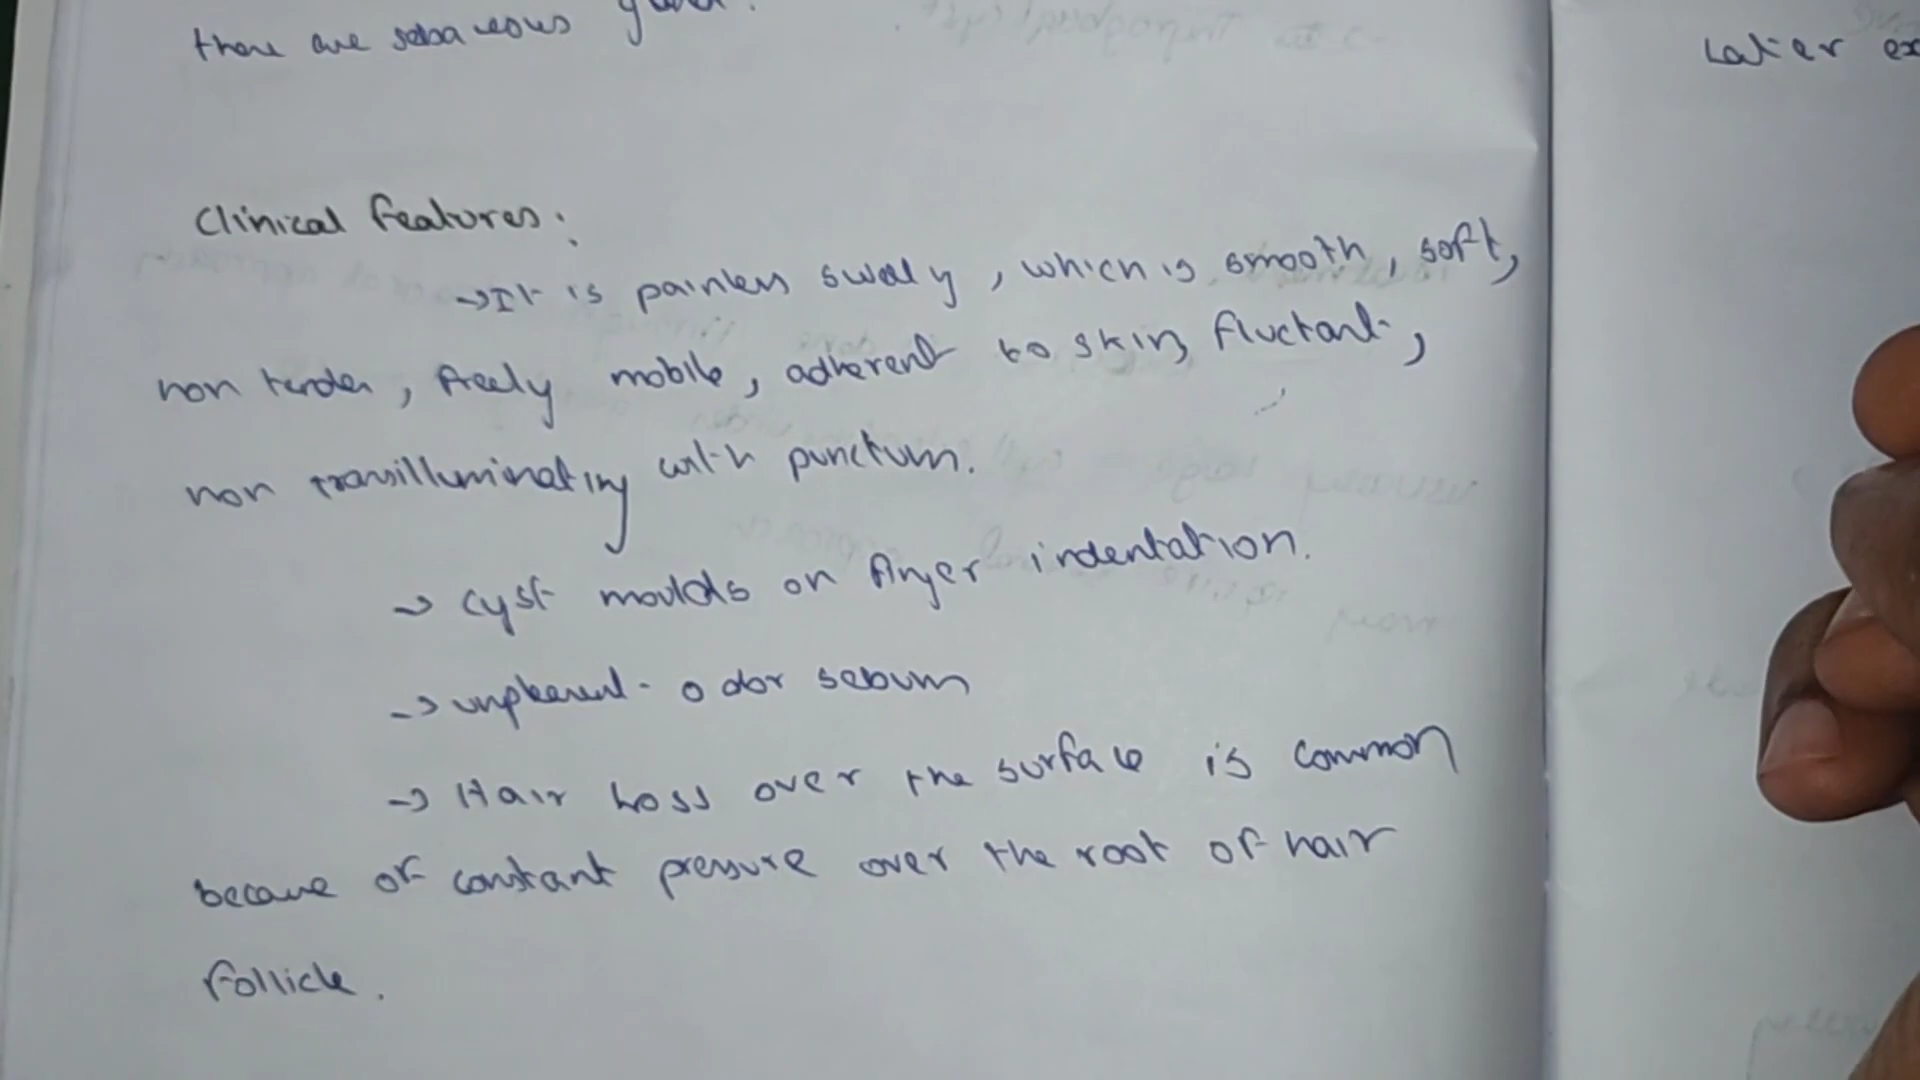 there are sebaceous
Clinical features:
→It is painless swelly, which is smooth, soft,
non tender, freely mobile, adherent to skin, fluctant,
non transilluminating with punctum.
→ cyst moulds on finger indentation.
→ unpleasent odor sebum
→ Hair loss over the surface is common
because of constant pressure over the root of hair
follicle.
Later